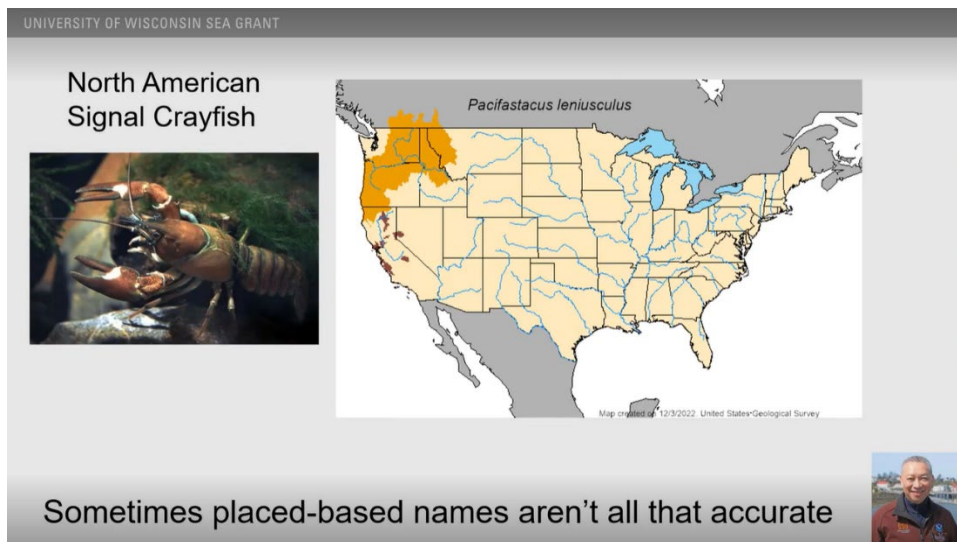 UNIVERSITY OF WISCONSIN SEA GRANT
North American
Signal Crayfish
Pacifastacus leniusculus
Map created on 12/3/2022. United States Geological Survey
Sometimes placed-based names aren't all that accurate